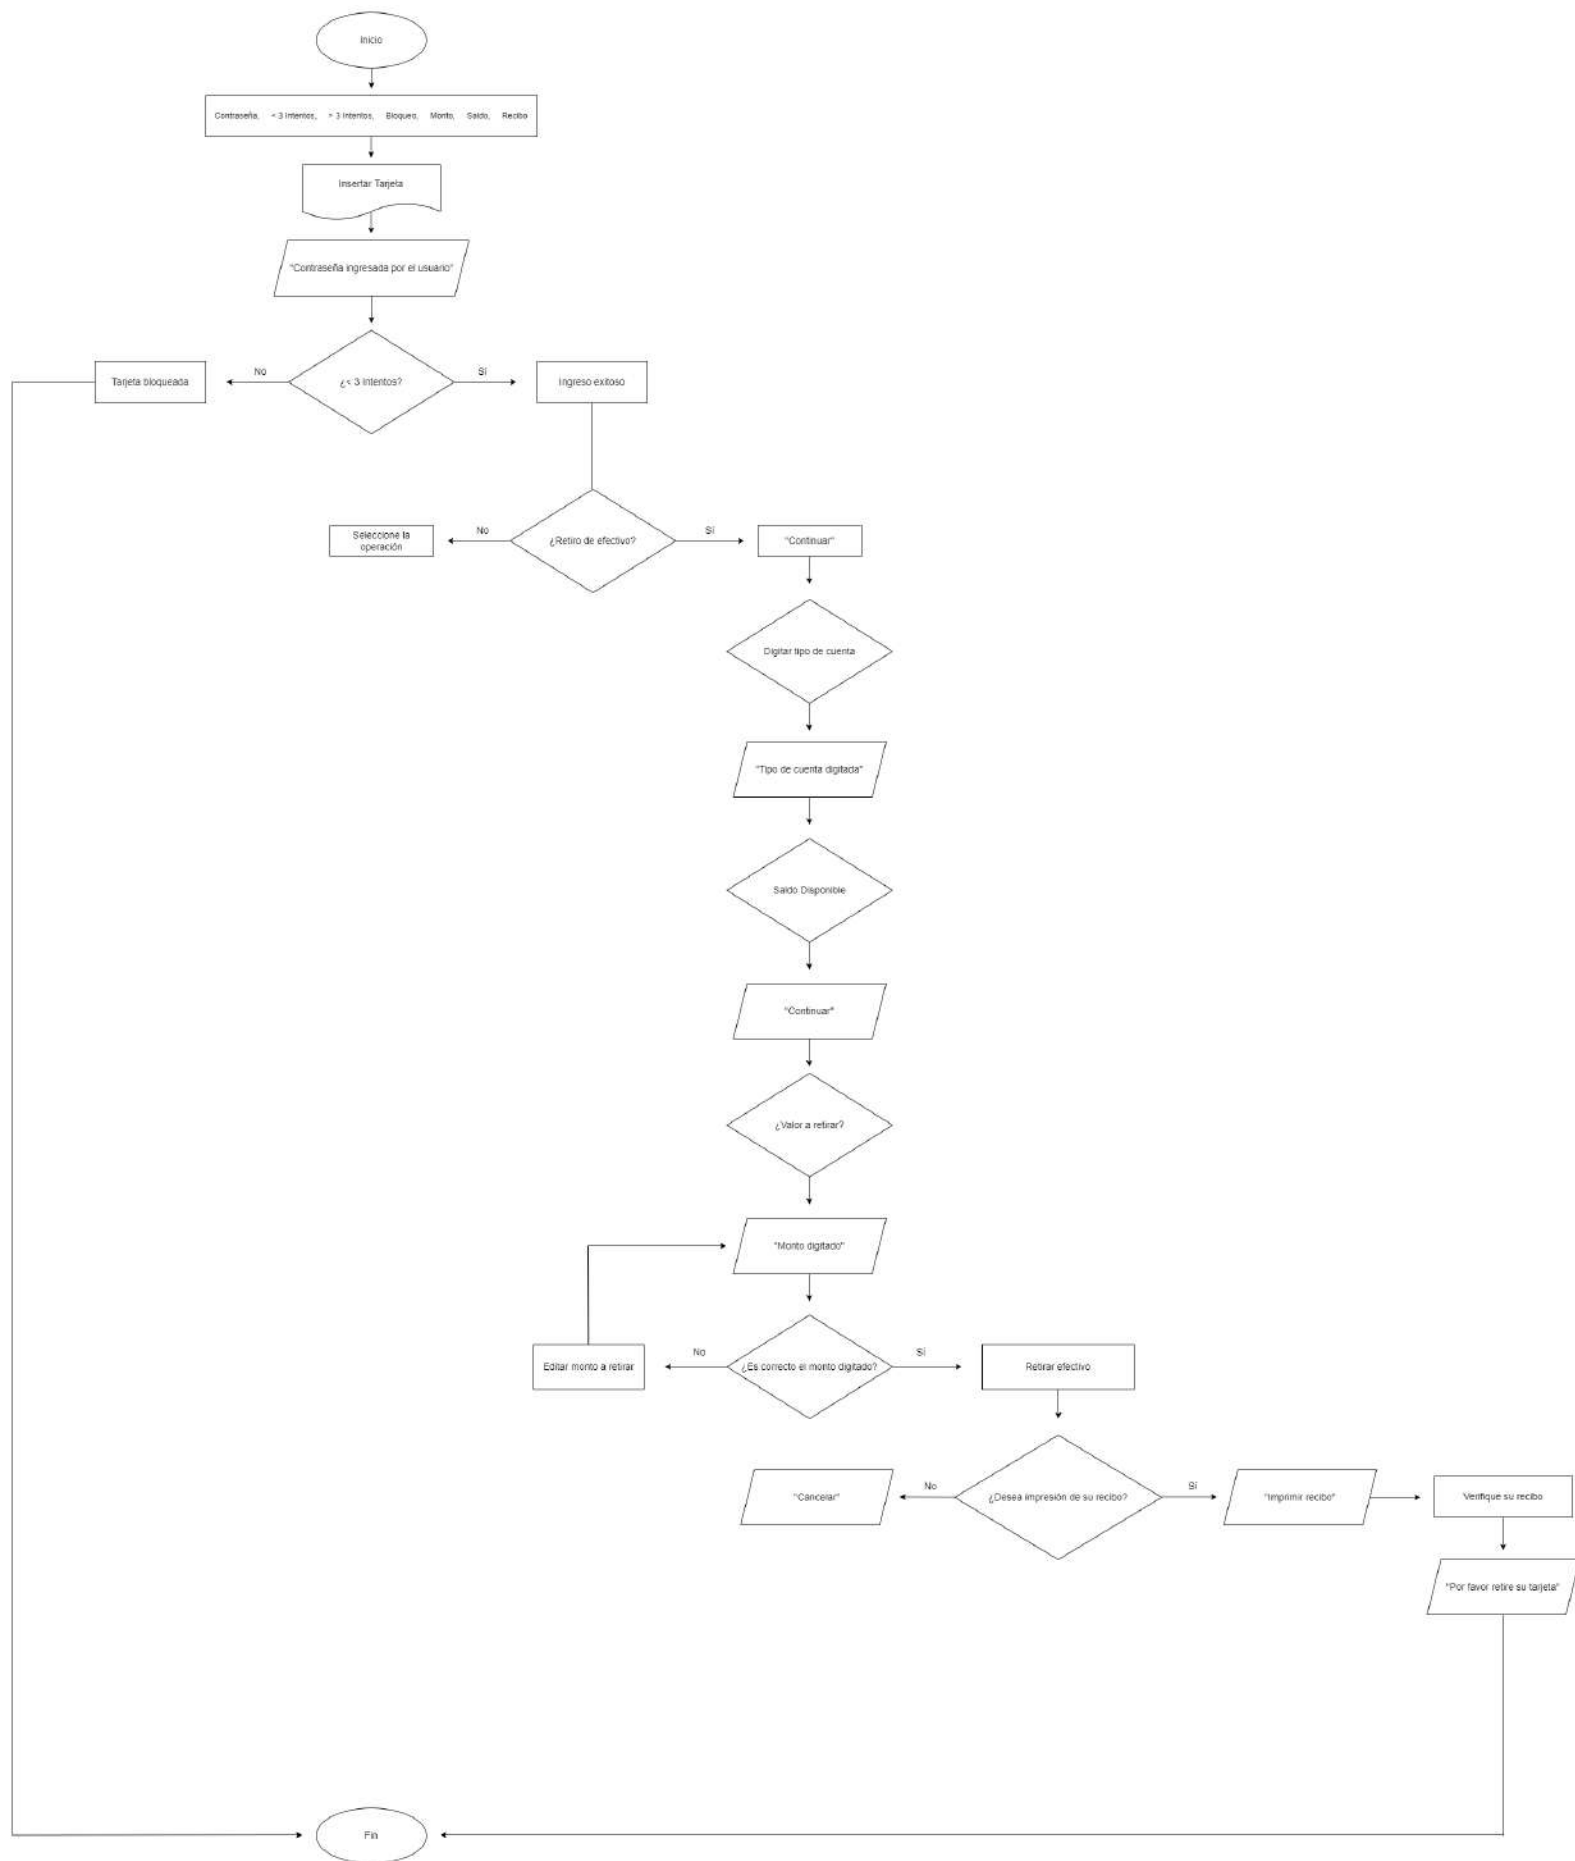 Inicio
Contraseña, < 3 Intentos, > 3 Intentos, Bloqueo, Monto, Saldo, Recibo
Insertar Tarjeta
"Contraseña ingresada por el usuario"
Tarjeta bloqueada
No
¿< 3 Intentos?
Sí
Ingreso exitoso
Seleccione la
operación
No
¿Retiro de efectivo?
Sí
"Continuar"
Digitar tipo de cuenta
"Tipo de cuenta digitada"
Saldo Disponible
"Continuar"
¿Valor a retirar?
"Monto digitado"
Editar monto a retirar
No
¿Es correcto el monto digitado?
Sí
Retirar efectivo
"Cancelar"
No
¿Desea impresión de su recibo?
Sí
"Imprimir recibo"
Verifique su recibo
"Por favor retire su tarjeta"
Fin